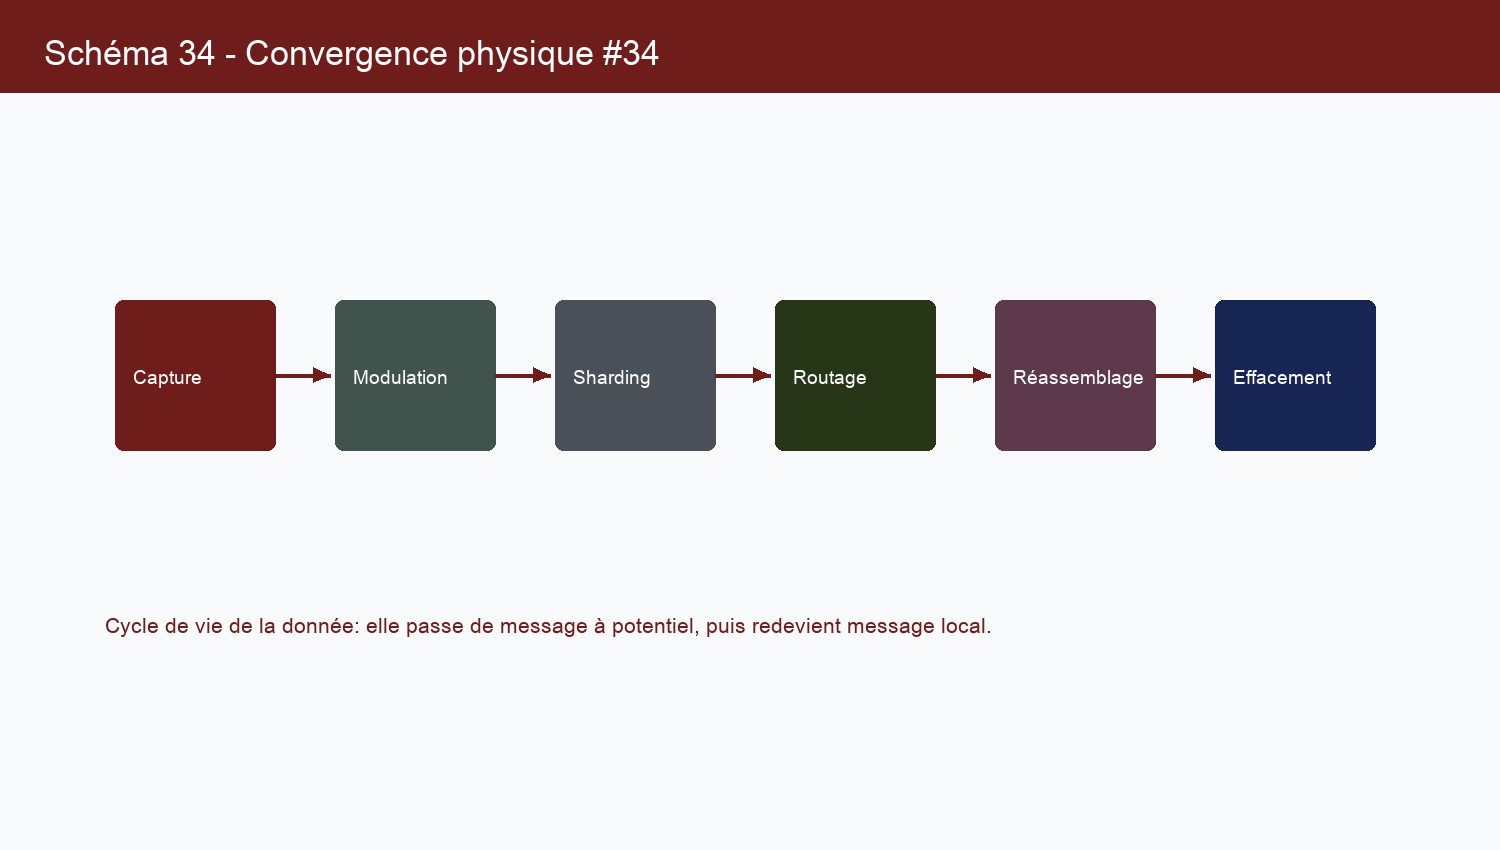 Schéma 34 - Convergence physique #34
Capture
Modulation
Sharding
Routage
Réassemblage
Effacement
Cycle de vie de la donnée: elle passe de message à potentiel, puis redevient message local.